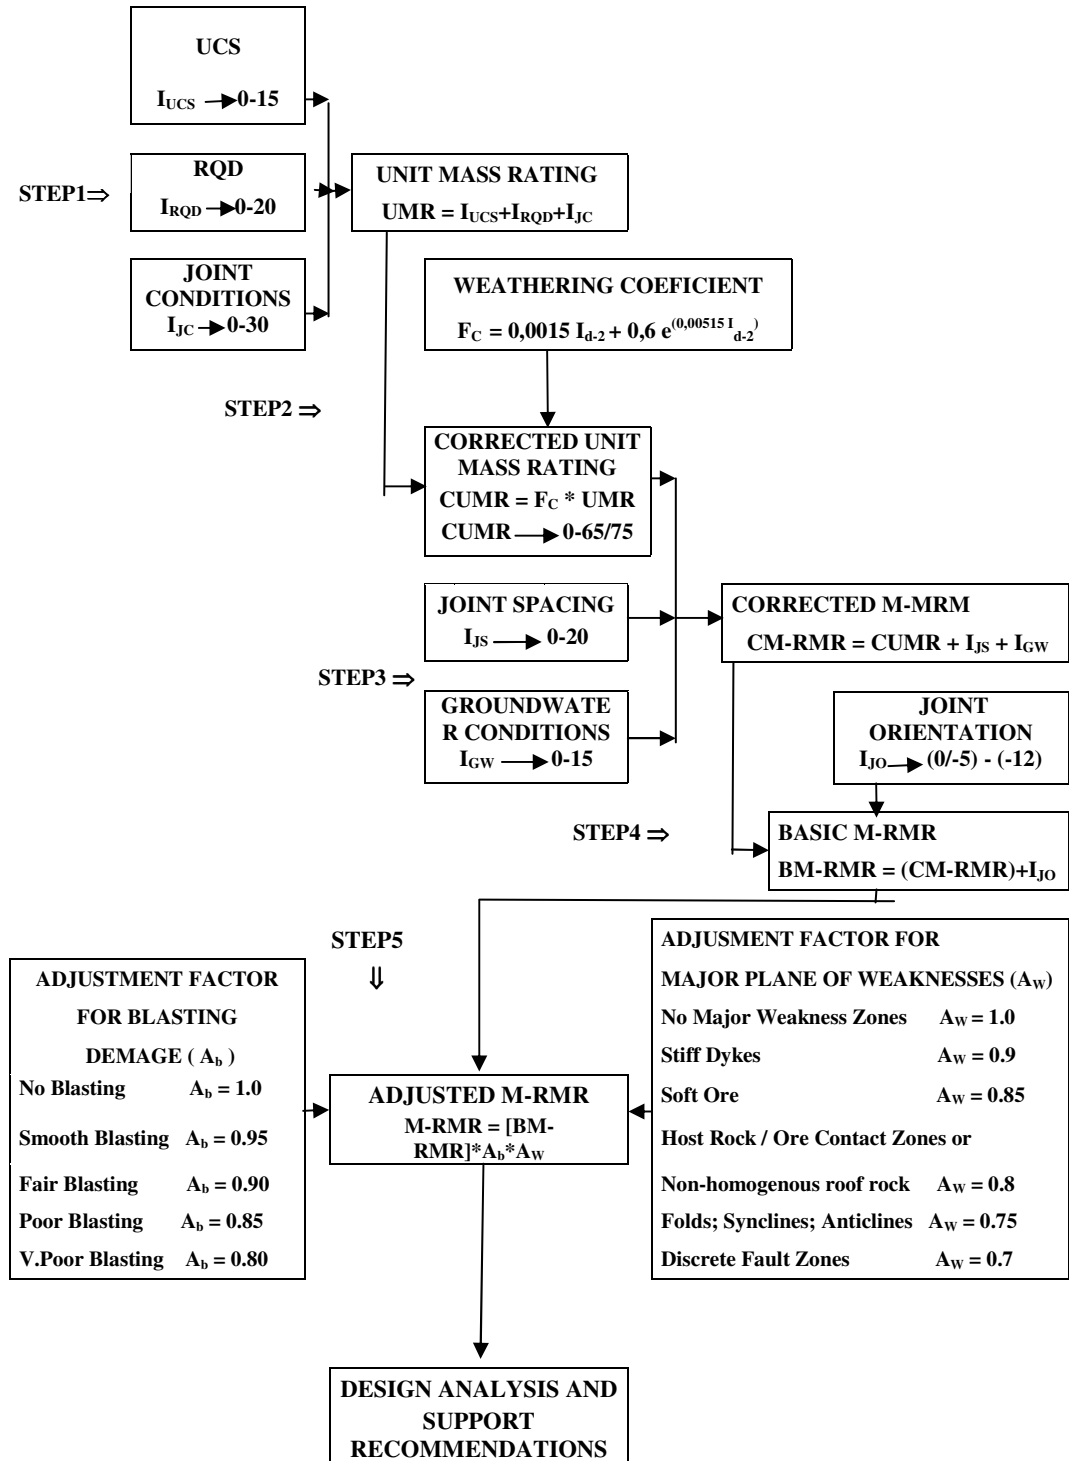 UCS
I_UCS → 0-15
STEP1⇒
RQD
I_RQD → 0-20
UNIT MASS RATING
UMR = I_UCS+I_RQD+I_JC
JOINT
CONDITIONS
I_JC → 0-30
WEATHERING COEFICIENT
F_C = 0,0015 I_d-2 + 0,6 e^(0,00515 I_d-2)
STEP2 ⇒
CORRECTED UNIT
MASS RATING
CUMR = F_C * UMR
CUMR → 0-65/75
JOINT SPACING
I_JS → 0-20
CORRECTED M-MRM
CM-RMR = CUMR + I_JS + I_GW
STEP3 ⇒
GROUNDWATE
R CONDITIONS
I_GW → 0-15
JOINT
ORIENTATION
I_JO → (0/-5) - (-12)
STEP4 ⇒
BASIC M-RMR
BM-RMR = (CM-RMR)+I_JO
STEP5
⇓
ADJUSTMENT FACTOR
FOR BLASTING
DEMAGE ( A_b )
No Blasting A_b = 1.0
Smooth Blasting A_b = 0.95
Fair Blasting A_b = 0.90
Poor Blasting A_b = 0.85
V.Poor Blasting A_b = 0.80
ADJUSTED M-RMR
M-RMR = [BM-
RMR]*A_b*A_W
ADJUSMENT FACTOR FOR
MAJOR PLANE OF WEAKNESSES (A_W)
No Major Weakness Zones A_W = 1.0
Stiff Dykes A_W = 0.9
Soft Ore A_W = 0.85
Host Rock / Ore Contact Zones or
Non-homogenous roof rock A_W = 0.8
Folds; Synclines; Anticlines A_W = 0.75
Discrete Fault Zones A_W = 0.7
DESIGN ANALYSIS AND
SUPPORT
RECOMMENDATIONS